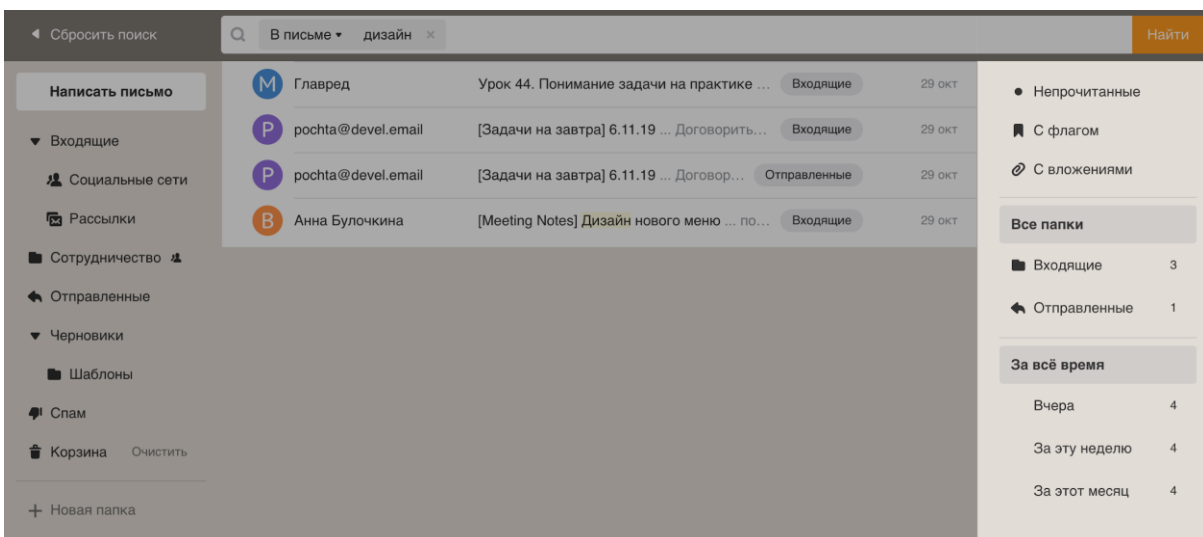 Сбросить поиск
В письме ▾ дизайн ×
Найти
Написать письмо
Входящие
Социальные сети
Рассылки
Сотрудничество
Отправленные
Черновики
Шаблоны
Спам
Корзина Очистить
Новая папка
М Главред Урок 44. Понимание задачи на практике ... Входящие 29 окт
P pochta@devel.email [Задачи на завтра] 6.11.19 ... Договорить... Входящие 29 окт
P pochta@devel.email [Задачи на завтра] 6.11.19 ... Договор... Отправленные 29 окт
B Анна Булочкина [Meeting Notes] Дизайн нового меню ... по... Входящие 29 окт
Непрочитанные
С флагом
С вложениями
Все папки
Входящие 3
Отправленные 1
За всё время
Вчера 4
За эту неделю 4
За этот месяц 4